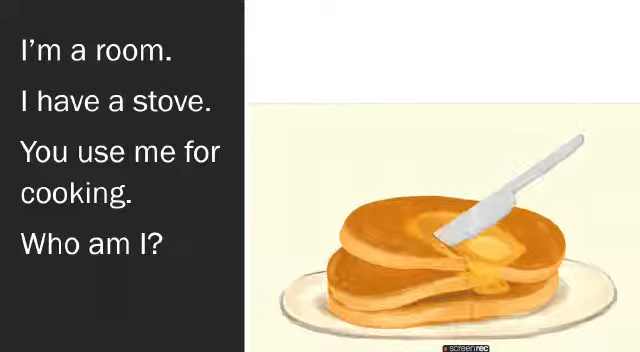 I'm a room.
I have a stove.
You use me for
cooking.
Who am I?
screenrec